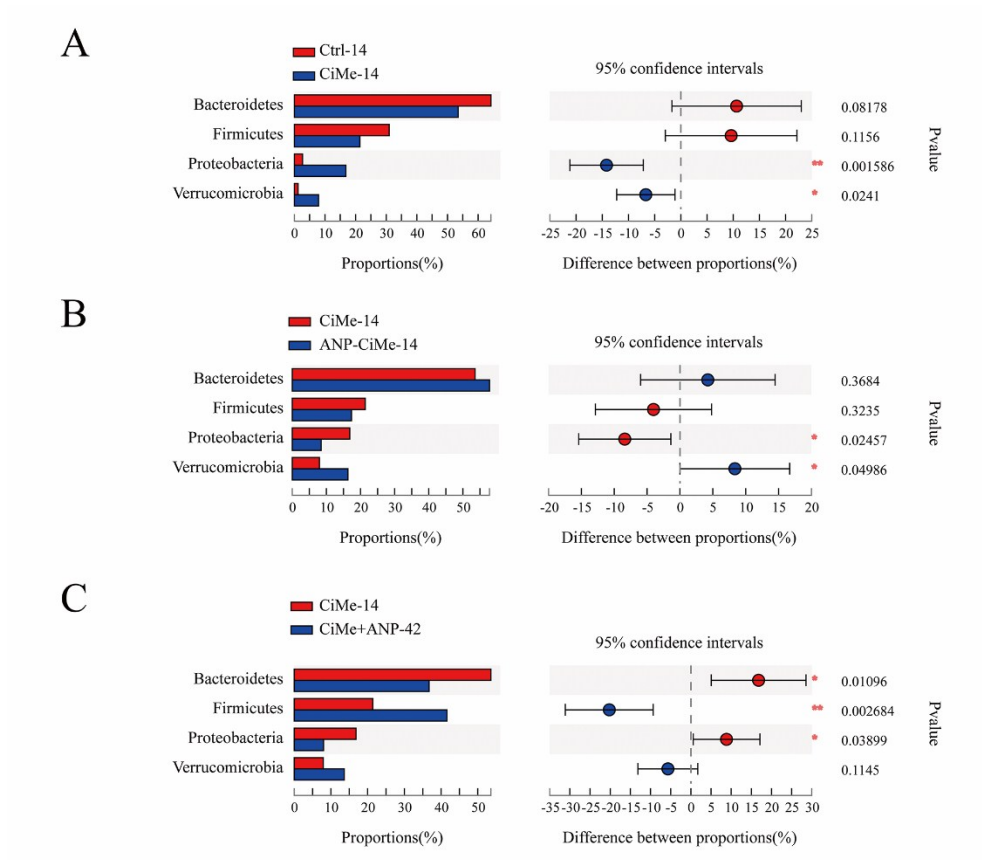 A
Ctrl-14
CiMe-14
95% confidence intervals
Bacteroidetes
0.08178
Firmicutes
0.1156
Proteobacteria
** 0.001586
Verrucomicrobia
* 0.0241
Pvalue
0 10 20 30 40 50 60
-25 -20 -15 -10 -5 0 5 10 15 20 25
Proportions(%)
Difference between proportions(%)
B
CiMe-14
ANP-CiMe-14
95% confidence intervals
Bacteroidetes
0.3684
Firmicutes
0.3235
Proteobacteria
* 0.02457
Verrucomicrobia
* 0.04986
Pvalue
0 10 20 30 40 50
-20 -15 -10 -5 0 5 10 15 20
Proportions(%)
Difference between proportions(%)
C
CiMe-14
CiMe+ANP-42
95% confidence intervals
Bacteroidetes
* 0.01096
Firmicutes
** 0.002684
Proteobacteria
* 0.03899
Verrucomicrobia
0.1145
Pvalue
0 10 20 30 40 50
-35 -30 -25 -20 -15 -10 -5 0 5 10 15 20 25 30
Proportions(%)
Difference between proportions(%)